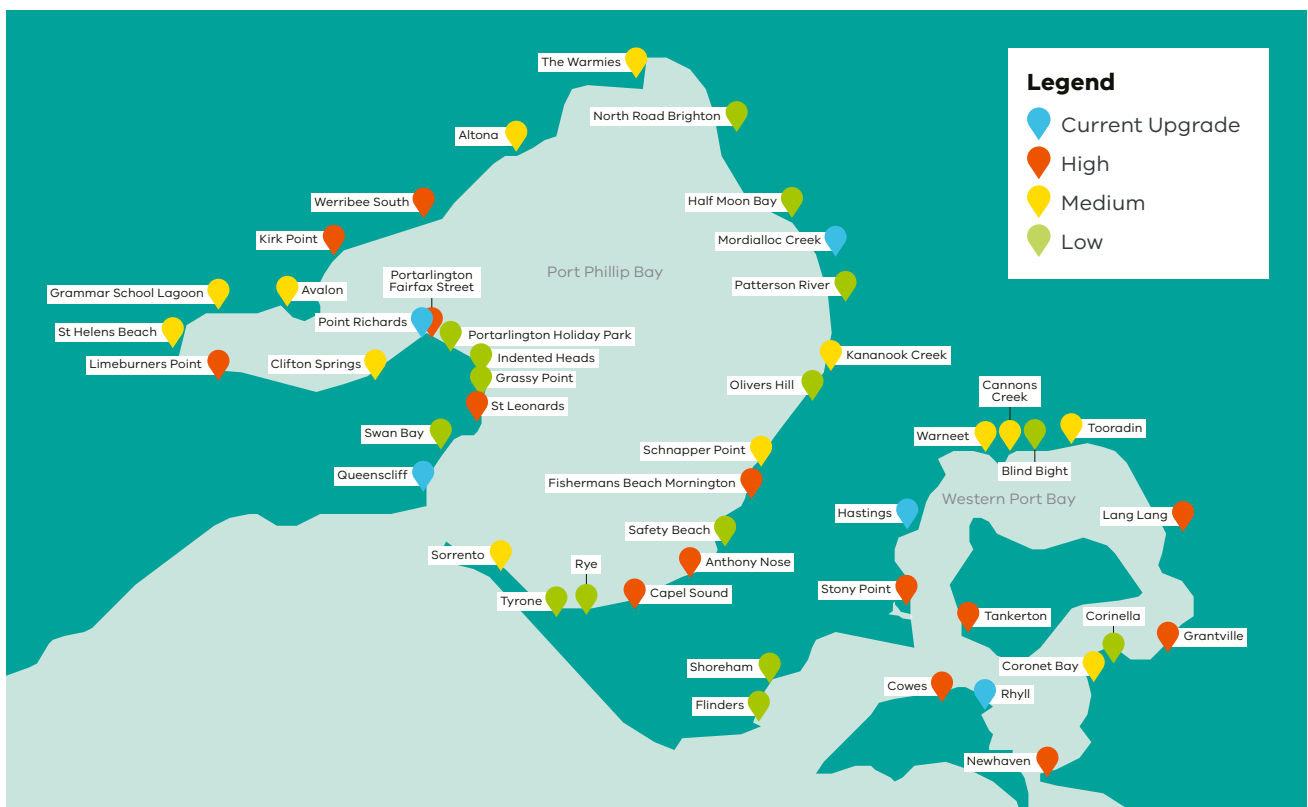 The Warmies
North Road Brighton
Altona
Werribee South
Half Moon Bay
Kirk Point
Mordialloc Creek
Port Phillip Bay
Portarlington
Fairfax Street
Patterson River
Grammar School Lagoon
Avalon
Point Richards
St Helens Beach
Portarlington Holiday Park
Indented Heads
Kananook Creek
Limeburners Point
Clifton Springs
Grassy Point
Olivers Hill
St Leonards
Swan Bay
Schnapper Point
Queenscliff
Fishermans Beach Mornington
Safety Beach
Sorrento
Anthony Nose
Rye
Capel Sound
Tyrone
Shoreham
Flinders
Legend
Current Upgrade
High
Medium
Low
Cannons
Creek
Warneet
Tooradin
Blind Bight
Western Port Bay
Hastings
Lang Lang
Stony Point
Tankerton
Corinella
Grantville
Coronet Bay
Cowes
Rhyll
Newhaven